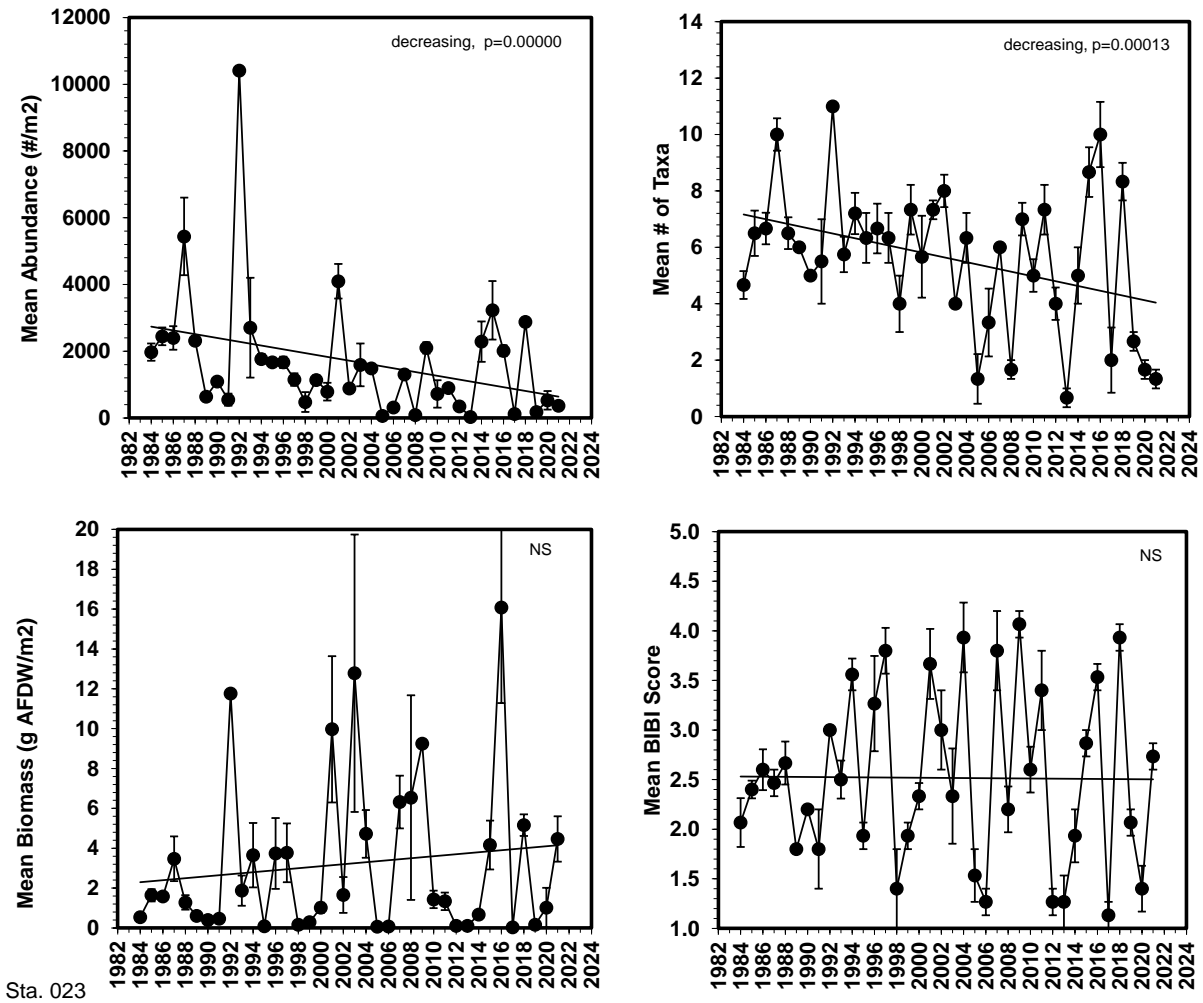 Mean Abundance (#/m2)
12000
10000
8000
6000
4000
2000
0
decreasing, p=0.00000
1982 1984 1986 1988 1990 1992 1994 1996 1998 2000 2002 2004 2006 2008 2010 2012 2014 2016 2018 2020 2022 2024
Mean # of Taxa
14
12
10
8
6
4
2
0
decreasing, p=0.00013
1982 1984 1986 1988 1990 1992 1994 1996 1998 2000 2002 2004 2006 2008 2010 2012 2014 2016 2018 2020 2022 2024
Mean Biomass (g AFDW/m2)
20
18
16
14
12
10
8
6
4
2
0
NS
1982 1984 1986 1988 1990 1992 1994 1996 1998 2000 2002 2004 2006 2008 2010 2012 2014 2016 2018 2020 2022 2024
Mean BIBI Score
5.0
4.5
4.0
3.5
3.0
2.5
2.0
1.5
1.0
NS
1982 1984 1986 1988 1990 1992 1994 1996 1998 2000 2002 2004 2006 2008 2010 2012 2014 2016 2018 2020 2022 2024
Sta. 023